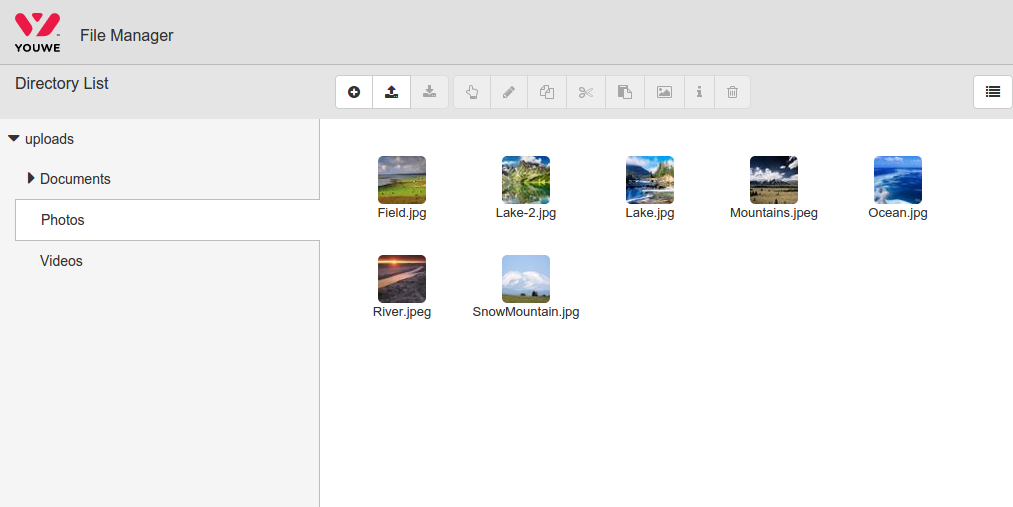 YOUWE
File Manager
Directory List
uploads
Documents
Photos
Videos
Field.jpg
Lake-2.jpg
Lake.jpg
Mountains.jpeg
Ocean.jpg
River.jpeg
SnowMountain.jpg